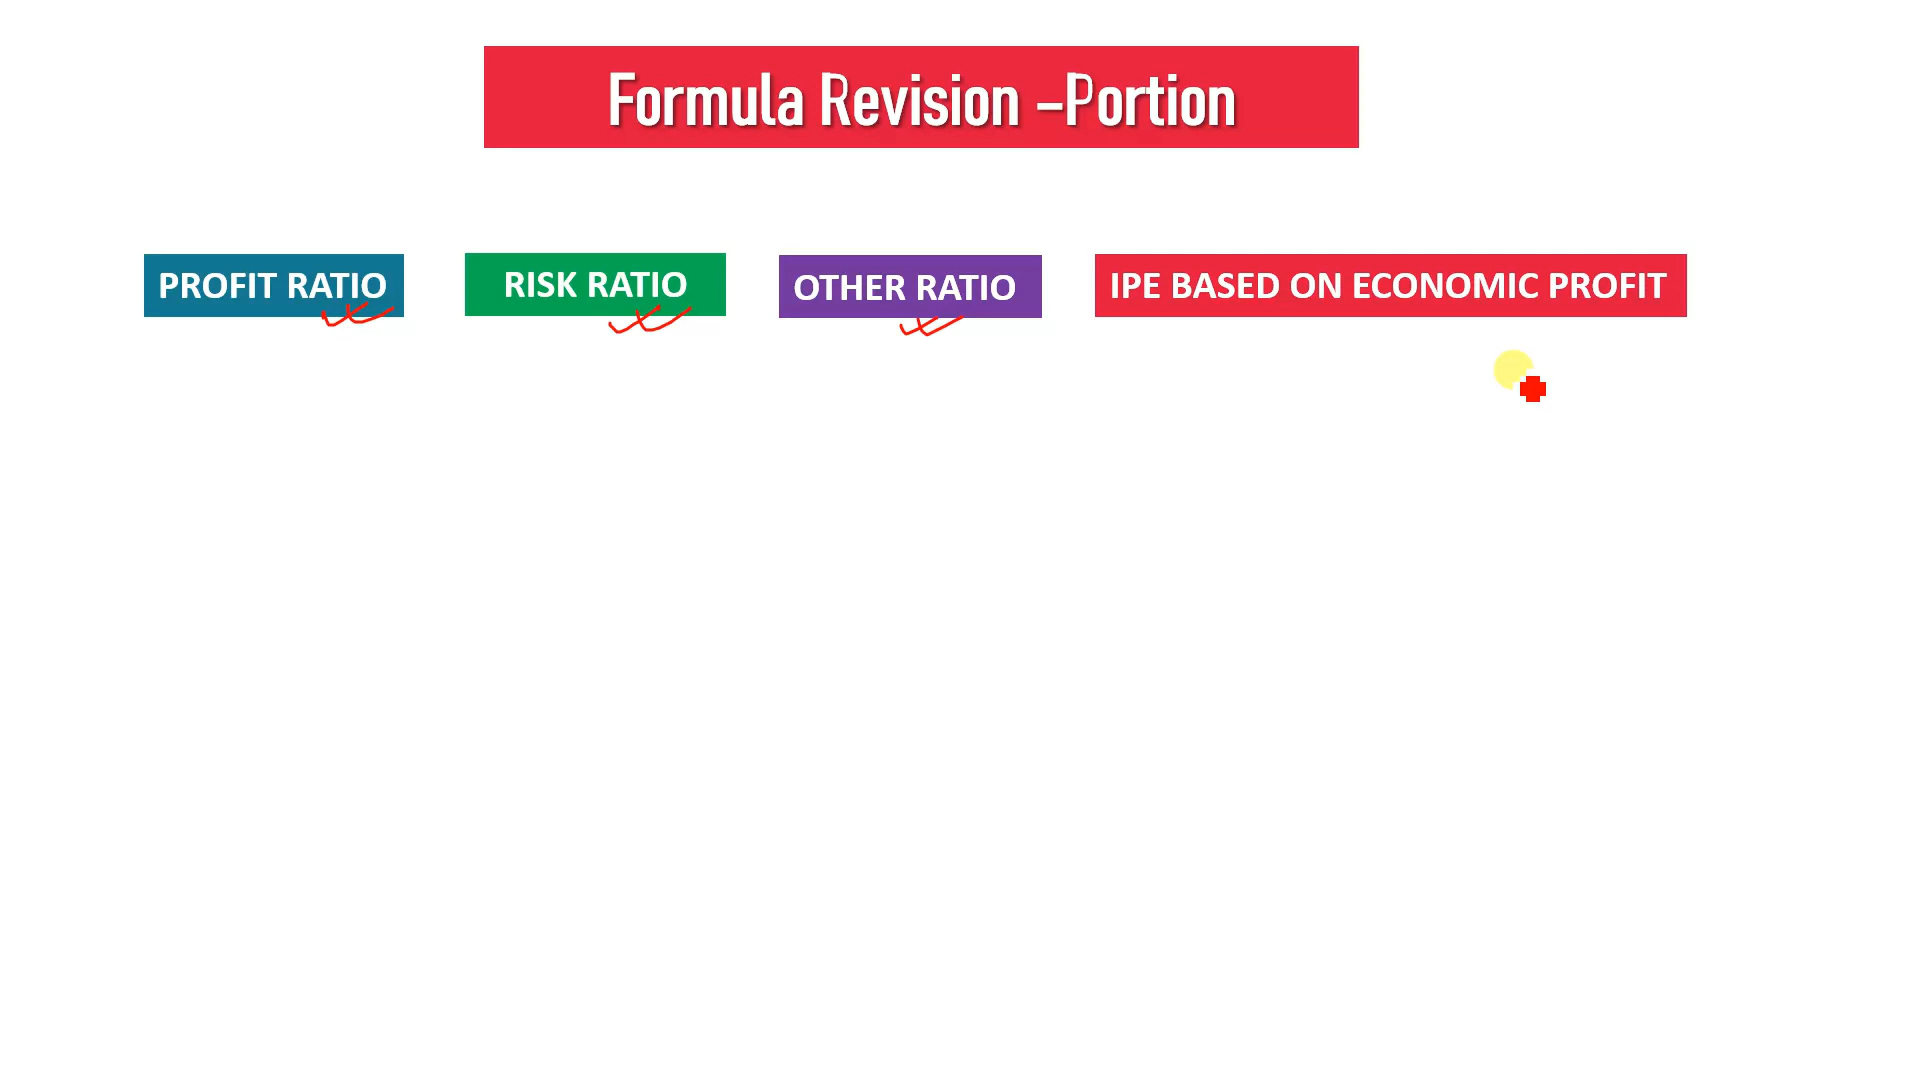 Formula Revision –Portion
PROFIT RATIO
RISK RATIO
OTHER RATIO
IPE BASED ON ECONOMIC PROFIT